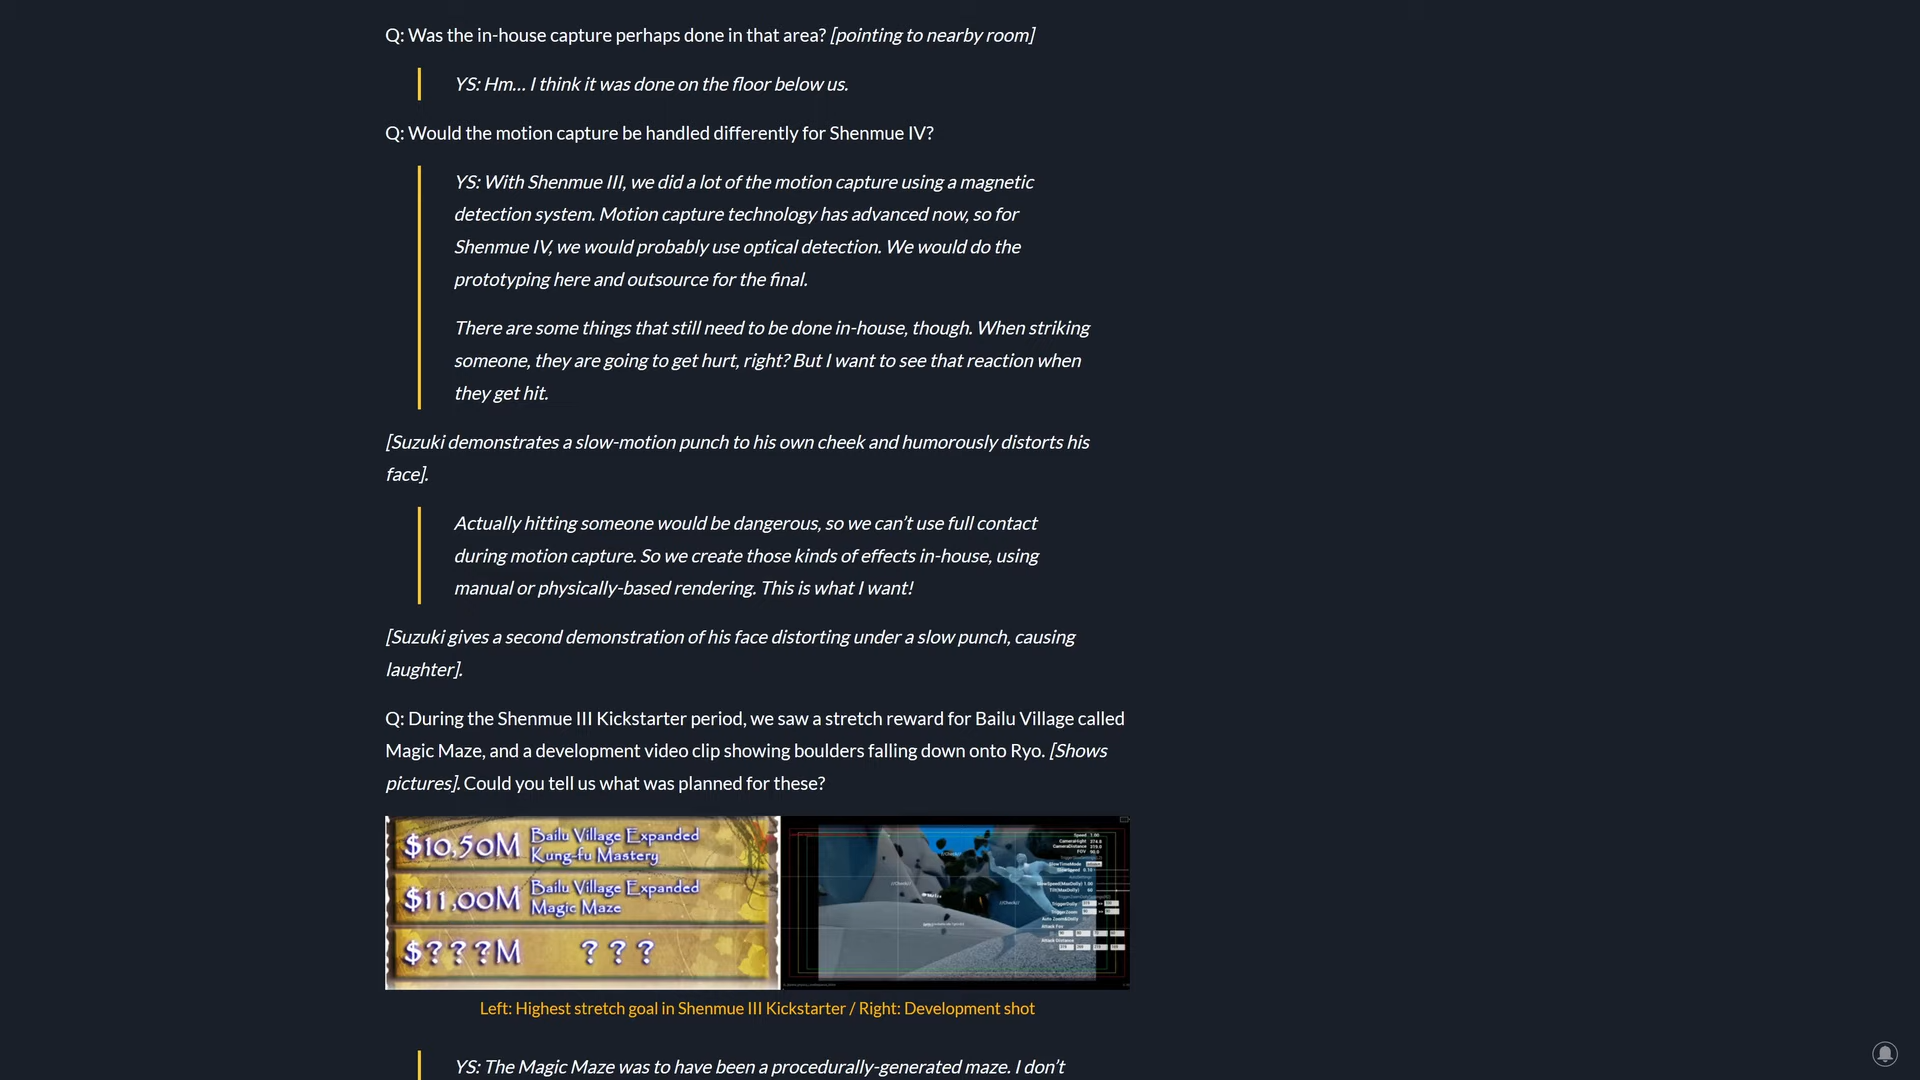 Q: Was the in-house capture perhaps done in that area? [pointing to nearby room]
YS: Hm… I think it was done on the floor below us.
Q: Would the motion capture be handled differently for Shenmue IV?
YS: With Shenmue III, we did a lot of the motion capture using a magnetic
detection system. Motion capture technology has advanced now, so for
Shenmue IV, we would probably use optical detection. We would do the
prototyping here and outsource for the final.
There are some things that still need to be done in-house, though. When striking
someone, they are going to get hurt, right? But I want to see that reaction when
they get hit.
[Suzuki demonstrates a slow-motion punch to his own cheek and humorously distorts his
face].
Actually hitting someone would be dangerous, so we can’t use full contact
during motion capture. So we create those kinds of effects in-house, using
manual or physically-based rendering. This is what I want!
[Suzuki gives a second demonstration of his face distorting under a slow punch, causing
laughter].
Q: During the Shenmue III Kickstarter period, we saw a stretch reward for Bailu Village called
Magic Maze, and a development video clip showing boulders falling down onto Ryo. [Shows
pictures]. Could you tell us what was planned for these?
$10,50M Bailu Village Expanded
Kung-fu Mastery
$11,00M Bailu Village Expanded
Magic Maze
$???M ???
Left: Highest stretch goal in Shenmue III Kickstarter / Right: Development shot
YS: The Magic Maze was to have been a procedurally-generated maze. I don’t